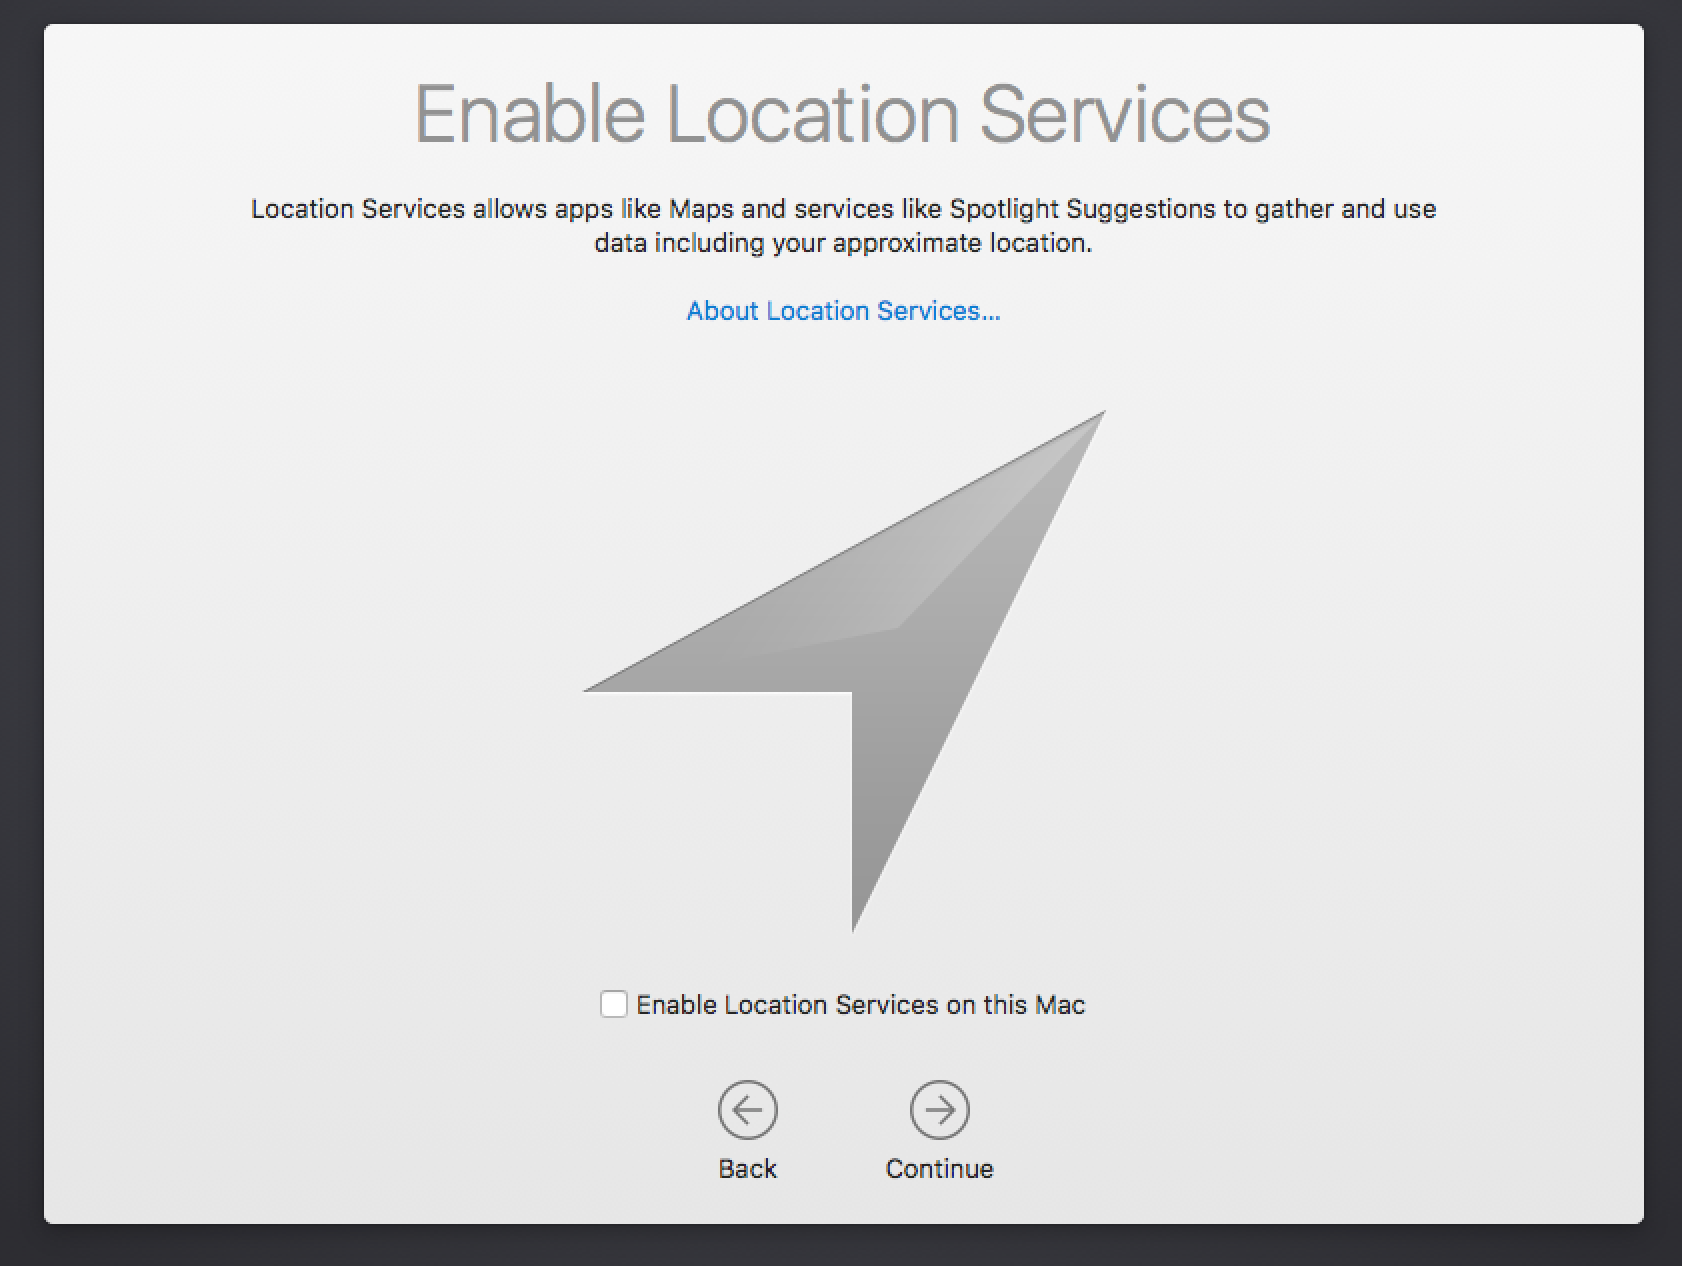 Enable Location Services
Location Services allows apps like Maps and services like Spotlight Suggestions to gather and use
data including your approximate location.
About Location Services...
Enable Location Services on this Mac
Back
Continue